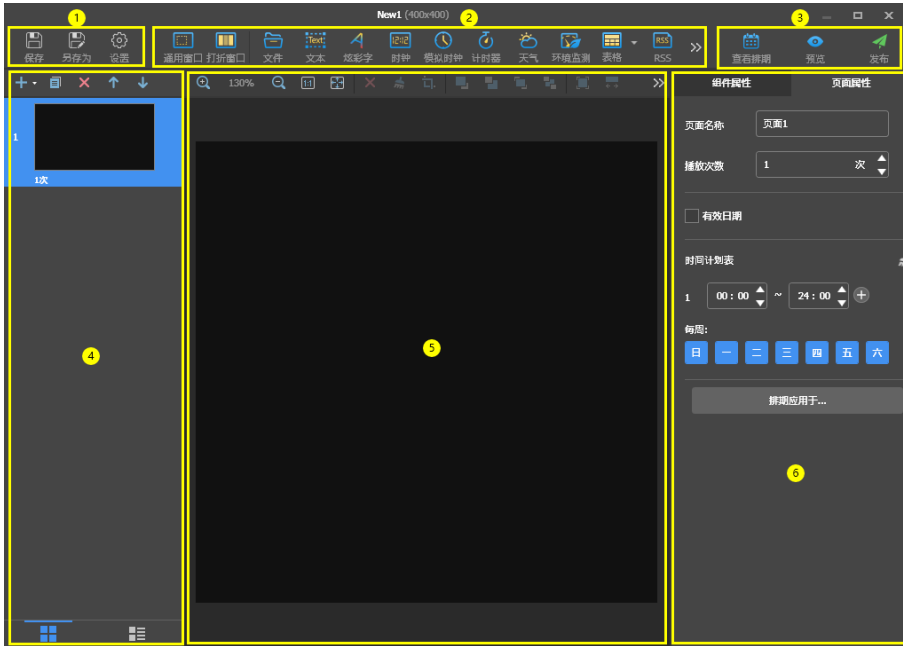 New1 (400x400)
1
2
3
保存 另存为 设置
通用窗口 打折窗口 文件 Text 文本 炫彩字 12:12 时钟 模拟时钟 计时器 天气 环境监测 表格 RSS RSS
查看排期 预览 发布
130% 1:1
组件属性 页面属性
1
1次
4
5
页面名称 页面1
播放次数 1 次
有效日期
时间计划表
1 00:00 ~ 24:00
每周:
日 一 二 三 四 五 六
排期应用于...
6